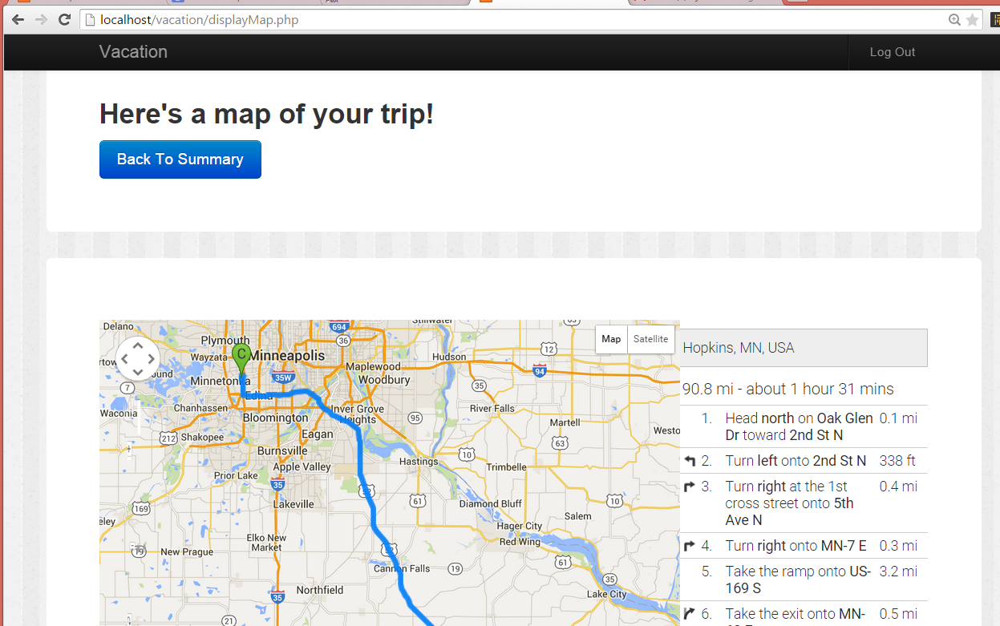 localhost/vacation/displayMap.php
Vacation
Log Out
Here's a map of your trip!
Back To Summary
Delano
Plymouth
Wayzata
C
Minneapolis
Minnetonka
Edina
Waconia
Chanhassen
Bloomington
Shakopee
Eagan
Burnsville
Apple Valley
Prior Lake
Lakeville
Elko New
Market
New Prague
Northfield
Cannon Falls
694
36
35W
7
212
35
169
19
35
21
Stillwater
Maplewood
Woodbury
Inver Grove
Heights
Hudson
12
94
35
River Falls
95
Martell
63
Hastings
10
Trimbelle
61
Diamond Bluff
10
Salem
Hager City
Red Wing
61
35
19
Lake City
Map
Satellite
Hopkins, MN, USA
90.8 mi - about 1 hour 31 mins
1. Head north on Oak Glen 0.1 mi
Dr toward 2nd St N
2. Turn left onto 2nd St N 338 ft
3. Turn right at the 1st 0.4 mi
cross street onto 5th
Ave N
4. Turn right onto MN-7 E 0.3 mi
5. Take the ramp onto US- 3.2 mi
169 S
6. Take the exit onto MN- 0.5 mi